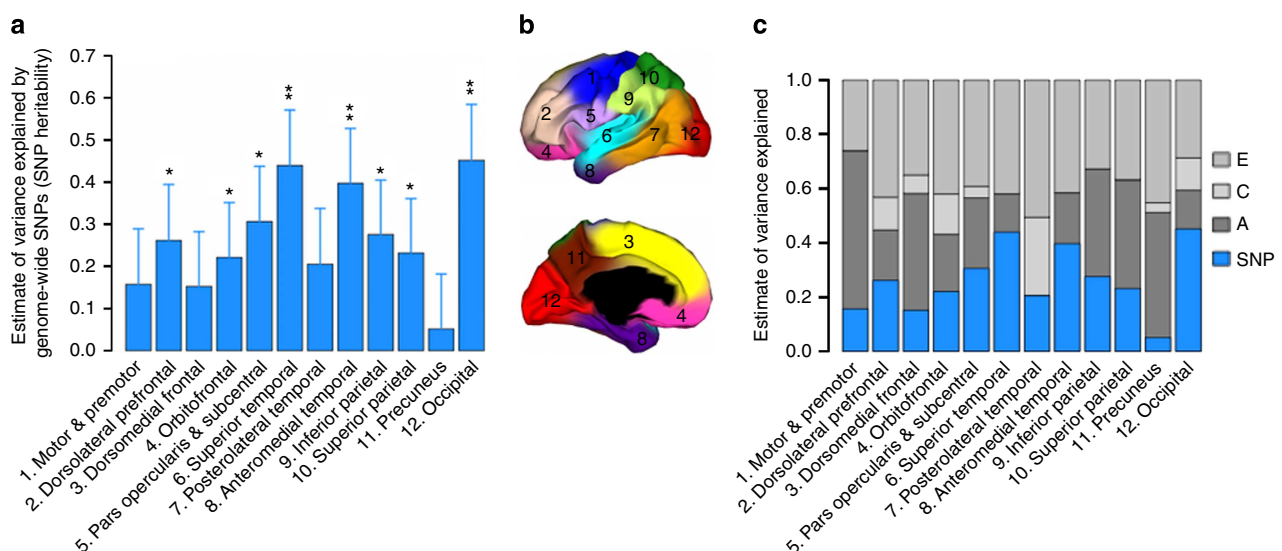 a
Estimate of variance explained by
genome-wide SNPs (SNP heritability)
0.7
0.6
0.5
0.4
0.3
0.2
0.1
0.0
*
*
*
**
**
*
*
**
1. Motor & premotor
2. Dorsolateral prefrontal
3. Dorsomedial frontal
4. Orbitofrontal
5. Pars opercularis & subcentral
6. Superior temporal
7. Posterolateral temporal
8. Anteromedial temporal
9. Inferior parietal
10. Superior parietal
11. Precuneus
12. Occipital
b
1
10
9
2
5
6
7
12
4
8
3
11
12
4
8
c
Estimate of variance explained
1.0
0.8
0.6
0.4
0.2
0.0
E
C
A
SNP
1. Motor & premotor
2. Dorsolateral prefrontal
3. Dorsomedial frontal
4. Orbitofrontal
5. Pars opercularis & subcentral
6. Superior temporal
7. Posterolateral temporal
8. Anteromedial temporal
9. Inferior parietal
10. Superior parietal
11. Precuneus
12. Occipital